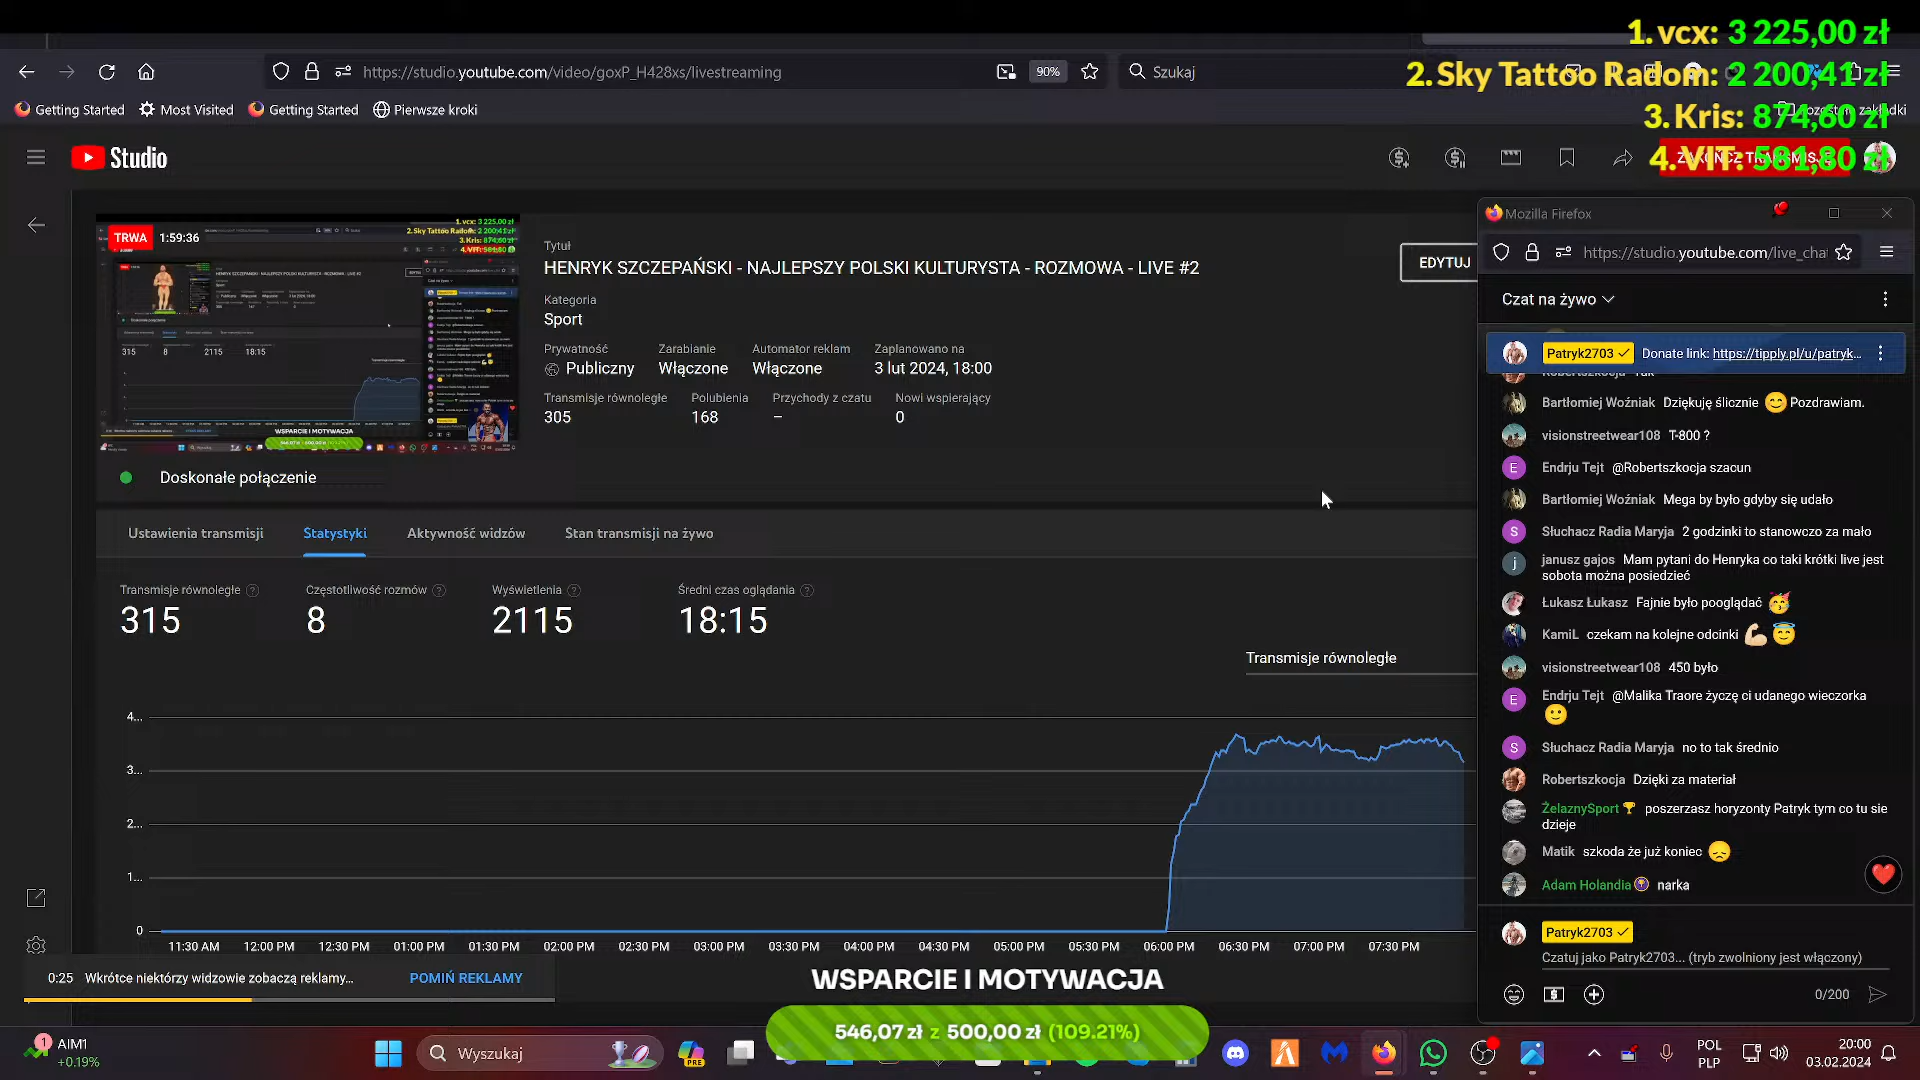 1. vcx: 3 225,00 zł
2. Sky Tattoo Radom: 2 200,41 zł
3. Kris: 874,60 zł
4. VIT: 581,80 zł
https://studio.youtube.com/video/goxP_H428xs/livestreaming
90%
Szukaj
Getting Started
Most Visited
Getting Started
Pierwsze kroki
Studio
TRWA 1:59:36
Tytuł
HENRYK SZCZEPAŃSKI - NAJLEPSZY POLSKI KULTURYSTA - ROZMOWA - LIVE #2
EDYTUJ
Kategoria
Sport
Prywatność Zarabianie Automator reklam Zaplanowano na
Publiczny Włączone Włączone 3 lut 2024, 18:00
Transmisje równoległe Polubienia Przychody z czatu Nowi wspierający
305 168 – 0
Doskonałe połączenie
Ustawienia transmisji Statystyki Aktywność widzów Stan transmisji na żywo
Transmisje równoległe Częstotliwość rozmów Wyświetlenia Średni czas oglądania
315 8 2115 18:15
Transmisje równoległe
4...
3...
2...
1...
0
11:30 AM 12:00 PM 12:30 PM 01:00 PM 01:30 PM 02:00 PM 02:30 PM 03:00 PM 03:30 PM 04:00 PM 04:30 PM 05:00 PM 05:30 PM 06:00 PM 06:30 PM 07:00 PM 07:30 PM
0:25 Wkrótce niektórzy widzowie zobaczą reklamy... POMIŃ REKLAMY
WSPARCIE I MOTYWACJA
546,07 zł z 500,00 zł (109.21%)
Mozilla Firefox
https://studio.youtube.com/live_cha
Czat na żywo
Patryk2703 Donate link: https://tipply.pl/u/patryk...
Bartłomiej Woźniak Dziękuję ślicznie 😊 Pozdrawiam.
visionstreetwear108 T-800 ?
Endrju Tejt @Robertszkocja szacun
Bartłomiej Woźniak Mega by było gdyby się udało
Słuchacz Radia Maryja 2 godzinki to stanowczo za mało
janusz gajos Mam pytani do Henryka co taki krótki live jest
sobota można posiedzieć
Łukasz Łukasz Fajnie było pooglądać 🥳
KamiL czekam na kolejne odcinki 💪😇
visionstreetwear108 450 było
Endrju Tejt @Malika Traore życzę ci udanego wieczorka
🙂
Słuchacz Radia Maryja no to tak średnio
Robertszkocja Dzięki za materiał
ŻelaznySport🏆 poszerzasz horyzonty Patryk tym co tu sie
dzieje
Matik szkoda że już koniec 😞
Adam Holandia narka
Patryk2703
Czatuj jako Patryk2703... (tryb zwolniony jest włączony)
0/200
1
AIM1
+0.19%
Wyszukaj
PRE
POL
PLP
20:00
03.02.2024